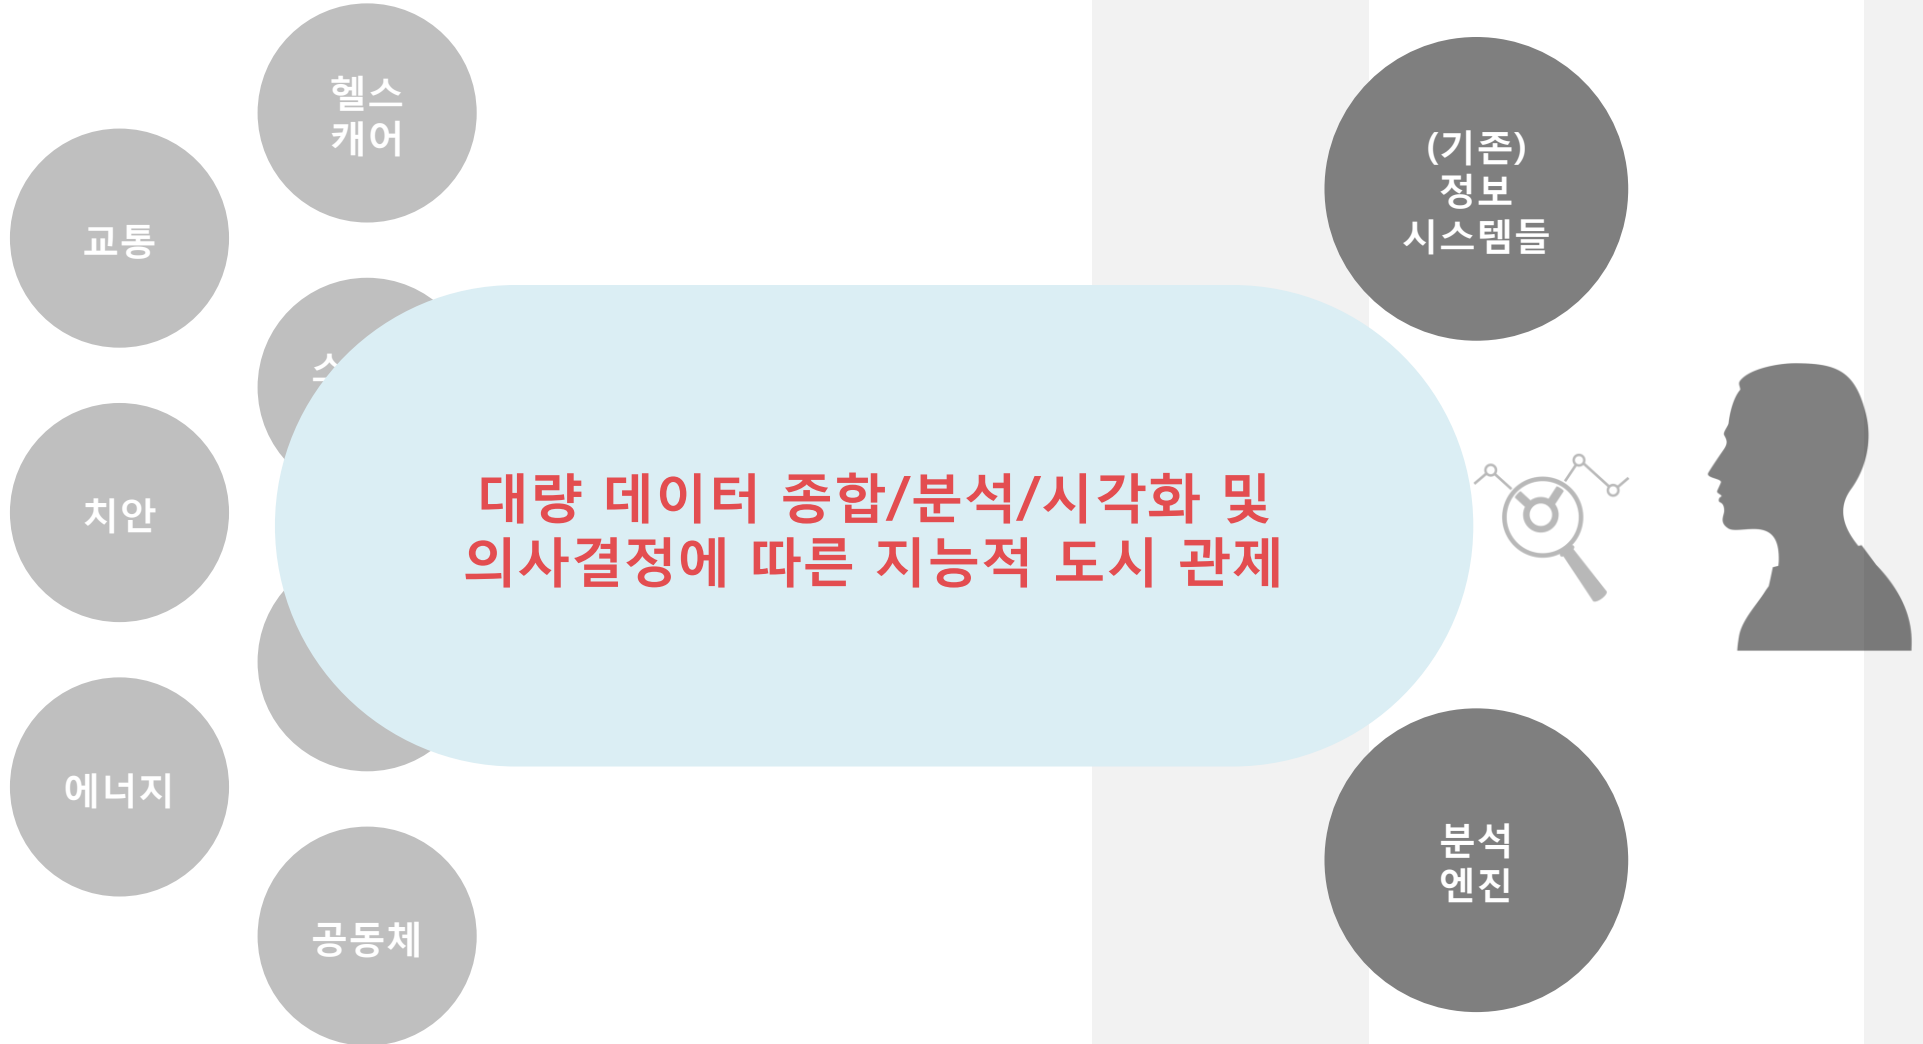 헬스
캐어
교통
치안
에너지
공동체
대량 데이터 종합/분석/시각화 및
의사결정에 따른 지능적 도시 관제
(기존)
정보
시스템들
분석
엔진